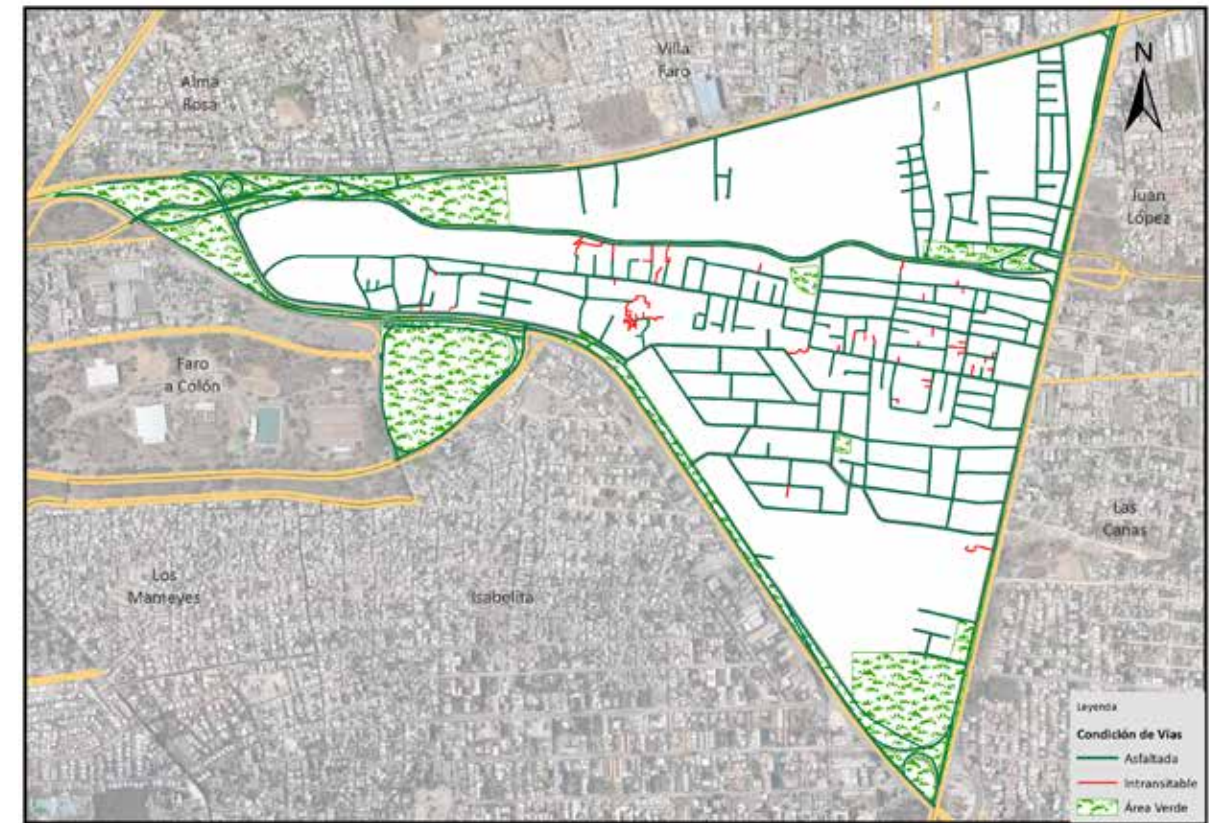 Alma
Rosa
Villa
Faro
N
Juan
López
Faro
a Colón
Las
Canas
Los
Manteyes
Isabelita
Leyenda
Condición de Vías
Asfaltada
Intransitable
Área Verde